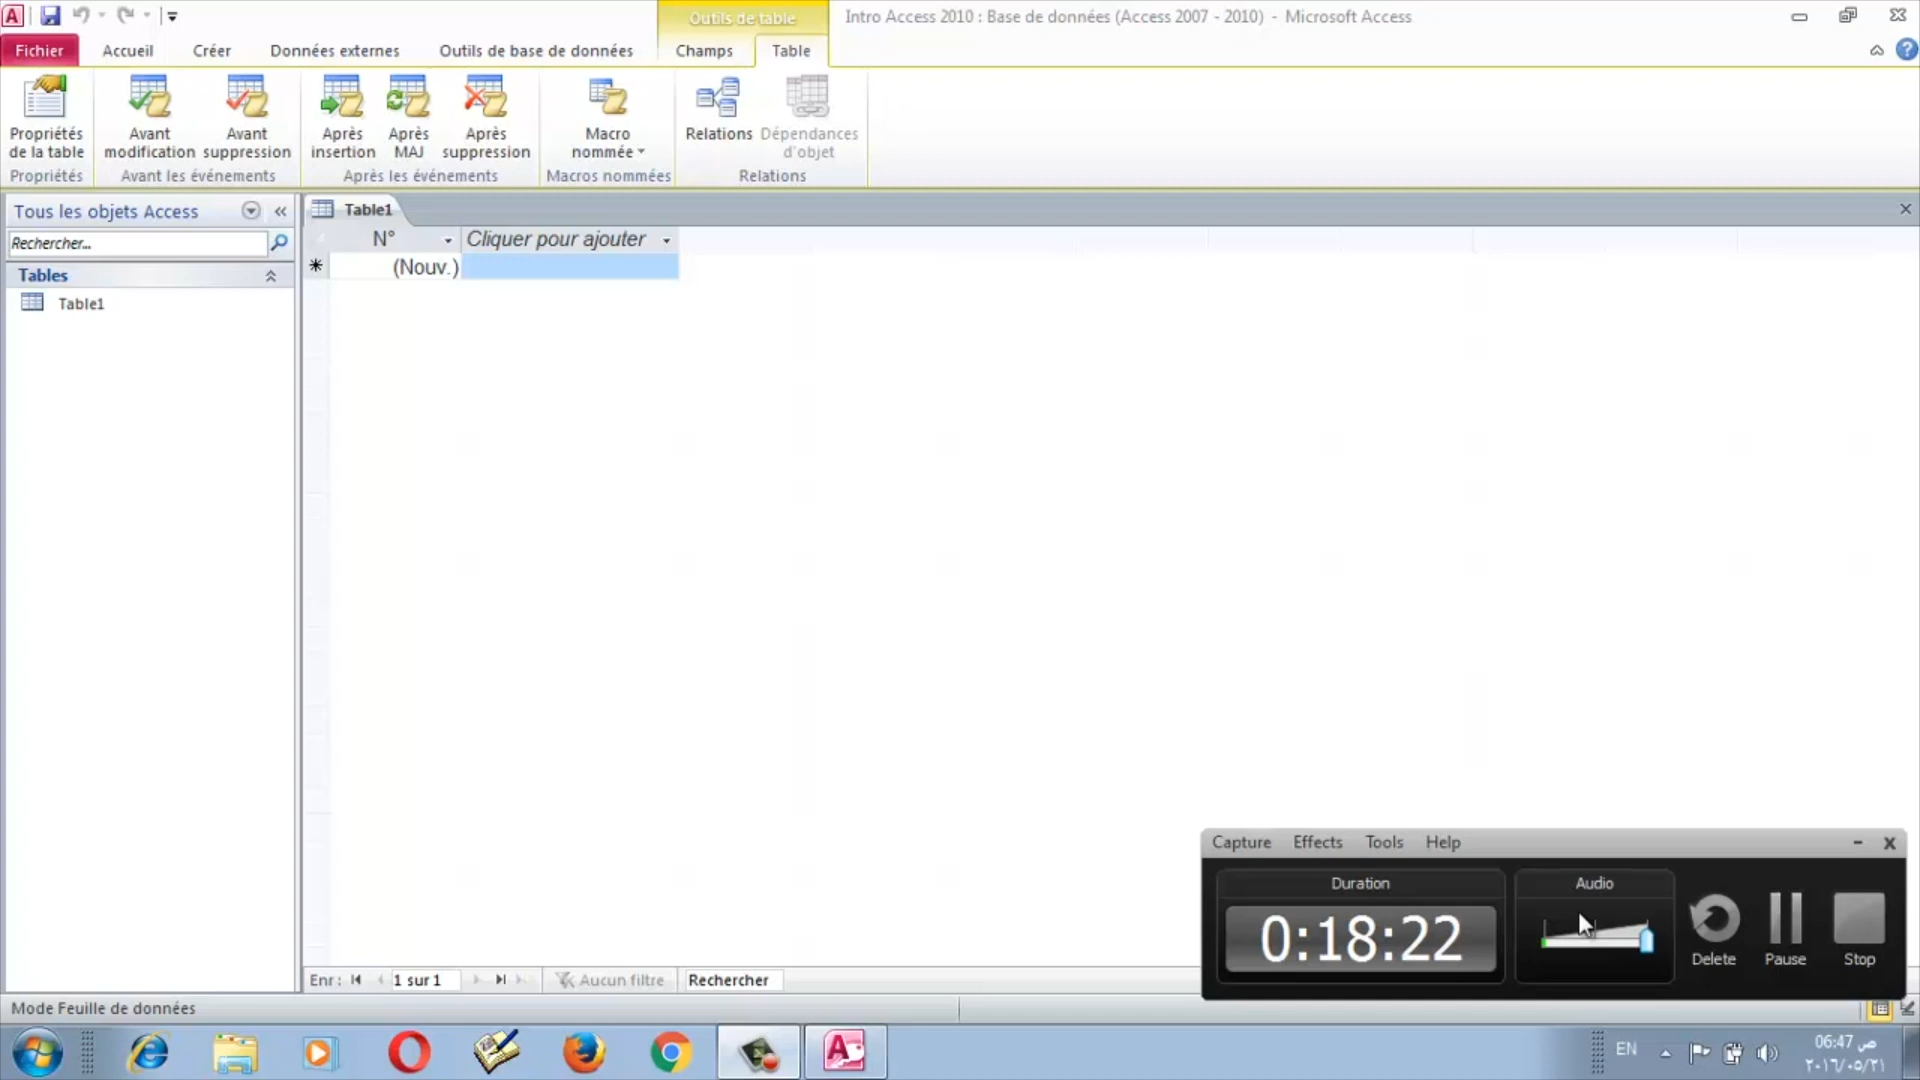 Outils de table
Intro Access 2010 : Base de données (Access 2007 - 2010) - Microsoft Access
Fichier Accueil Créer Données externes Outils de base de données Champs Table
Propriétés de la table
Avant modification
Avant suppression
Après insertion
Après MAJ
Après suppression
Macro nommée
Relations
Dépendances d'objet
Propriétés
Avant les événements
Après les événements
Macros nommées
Relations
Tous les objets Access
Rechercher...
Tables
Table1
Table1
N° Cliquer pour ajouter
(Nouv.)
Enr : 1 sur 1 Aucun filtre Rechercher
Mode Feuille de données
Capture Effects Tools Help
Duration
0:18:22
Audio
Delete Pause Stop
EN
06:47 ص
٢٠١٦/٠٥/٢١